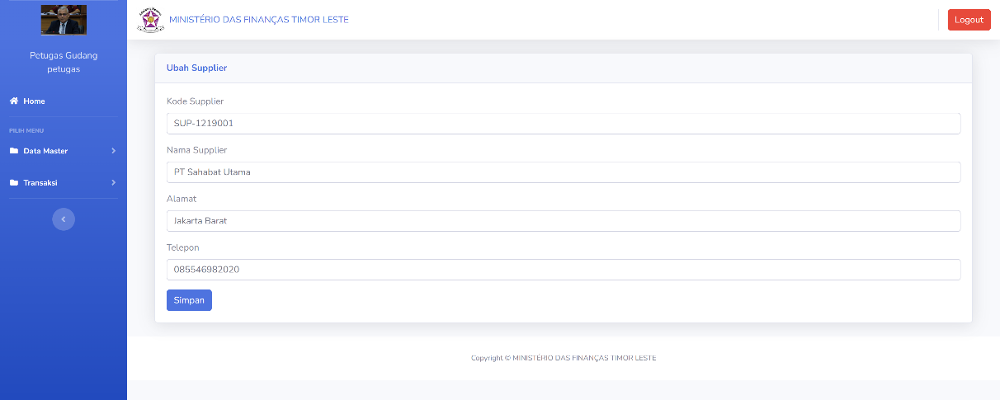 MINISTÉRIO DAS FINANÇAS TIMOR LESTE
Logout
Petugas Gudang
petugas
Home
PILIH MENU
Data Master
Transaksi
Ubah Supplier
Kode Supplier
SUP-1219001
Nama Supplier
PT Sahabat Utama
Alamat
Jakarta Barat
Telepon
085546982020
Simpan
Copyright © MINISTÉRIO DAS FINANÇAS TIMOR LESTE